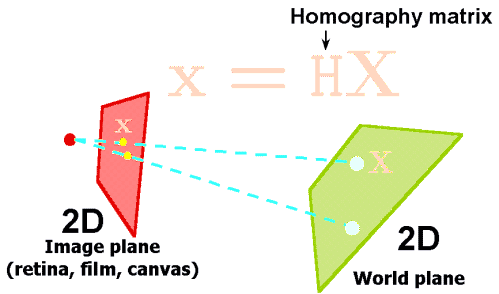 Homography matrix
x = HX
x
X
2D
Image plane
(retina, film, canvas)
2D
World plane